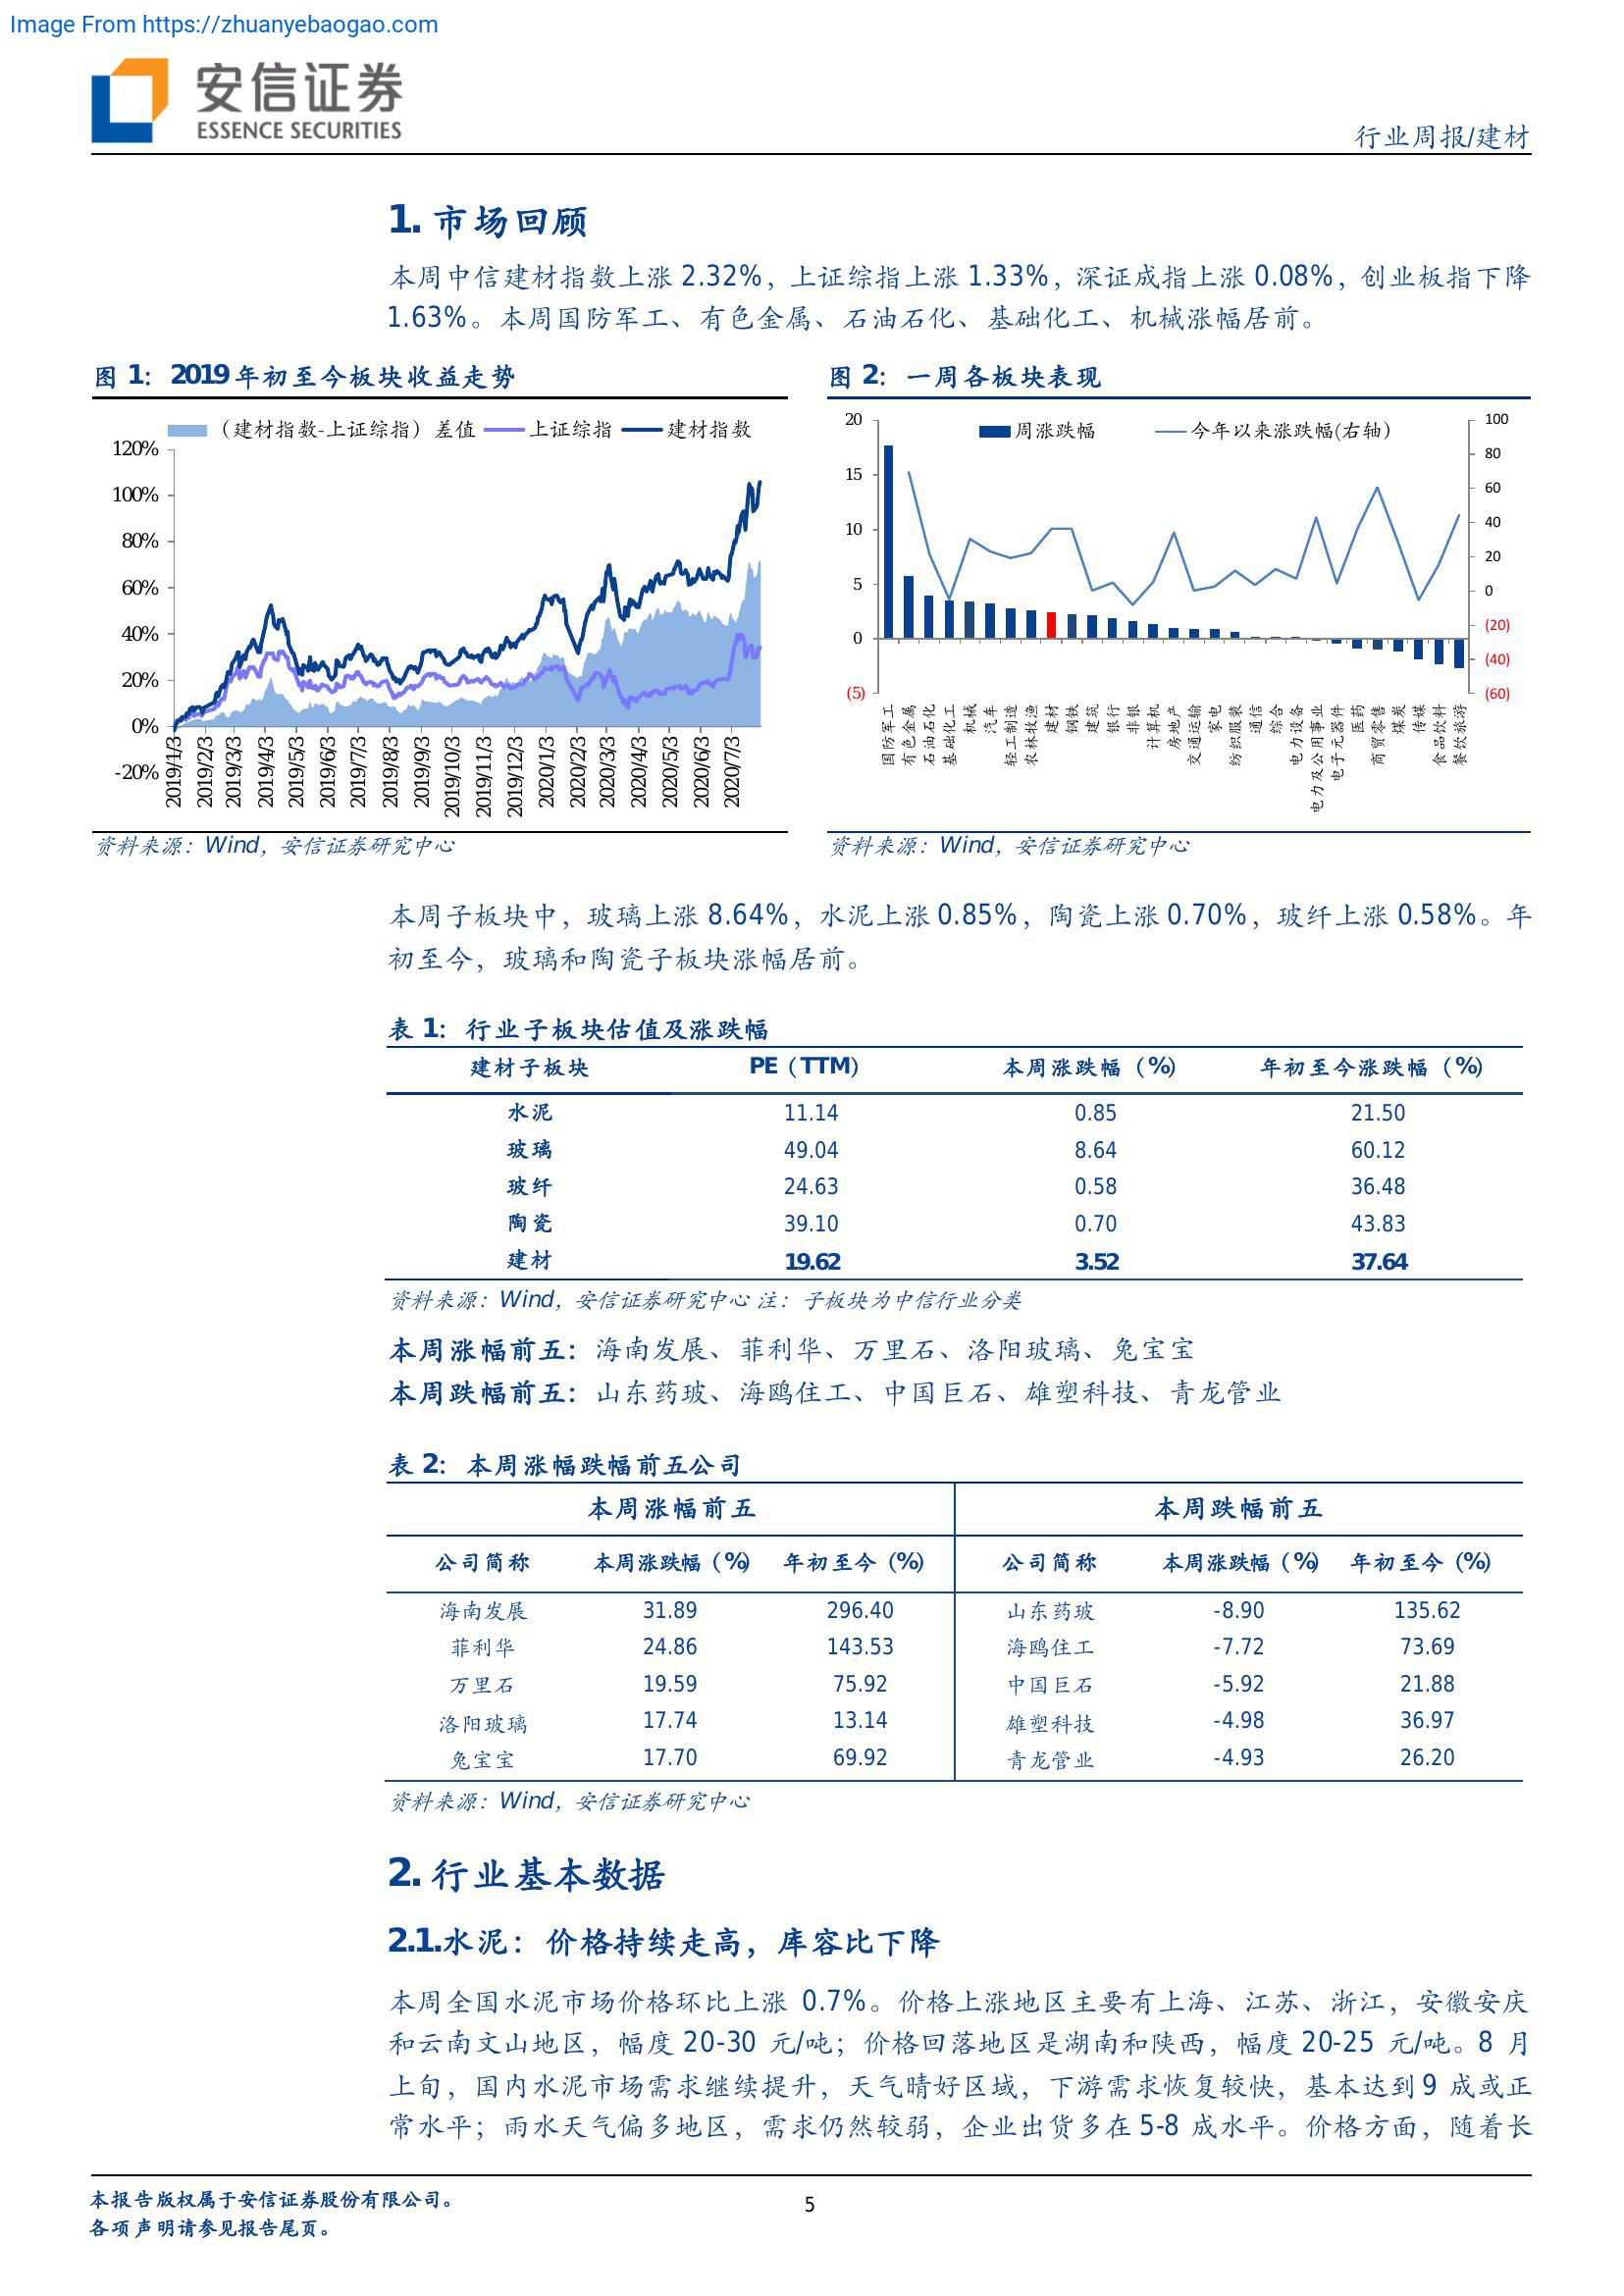 Image From https://zhuanyebaogao.com
安信证券
ESSENCE SECURITIES
行业周报/建材
1. 市场回顾
本周中信建材指数上涨 2.32%，上证综指上涨 1.33%，深证成指上涨 0.08%，创业板指下降
1.63%。本周国防军工、有色金属、石油石化、基础化工、机械涨幅居前。
图 1：2019 年初至今板块收益走势
（建材指数-上证综指）差值 上证综指 建材指数
120%
100%
80%
60%
40%
20%
0%
-20%
2019/1/3 2019/2/3 2019/3/3 2019/4/3 2019/5/3 2019/6/3 2019/7/3 2019/8/3 2019/9/3 2019/10/3 2019/11/3 2019/12/3 2020/1/3 2020/2/3 2020/3/3 2020/4/3 2020/5/3 2020/6/3 2020/7/3
资料来源：Wind，安信证券研究中心
图 2：一周各板块表现
周涨跌幅 今年以来涨跌幅(右轴)
20
15
10
5
0
(5)
100
80
60
40
20
0
(20)
(40)
(60)
国防军工 有色金属 石油石化 基础化工 机械 汽车 轻工制造 农林牧渔 建材 钢铁 建筑 银行 非银 计算机 房地产 交通运输 家电 纺织服装 通信 综合 电力设备 电力及公用事业 电子元器件 医药 商贸零售 煤炭 传媒 食品饮料 餐饮旅游
资料来源：Wind，安信证券研究中心
本周子板块中，玻璃上涨 8.64%，水泥上涨 0.85%，陶瓷上涨 0.70%，玻纤上涨 0.58%。年
初至今，玻璃和陶瓷子板块涨幅居前。
表 1：行业子板块估值及涨跌幅
建材子板块 PE（TTM） 本周涨跌幅（%） 年初至今涨跌幅（%）
水泥 11.14 0.85 21.50
玻璃 49.04 8.64 60.12
玻纤 24.63 0.58 36.48
陶瓷 39.10 0.70 43.83
建材 19.62 3.52 37.64
资料来源：Wind，安信证券研究中心 注：子板块为中信行业分类
本周涨幅前五：海南发展、菲利华、万里石、洛阳玻璃、兔宝宝
本周跌幅前五：山东药玻、海鸥住工、中国巨石、雄塑科技、青龙管业
表 2：本周涨幅跌幅前五公司
本周涨幅前五 本周跌幅前五
公司简称 本周涨跌幅（%） 年初至今（%） 公司简称 本周涨跌幅（%） 年初至今（%）
海南发展 31.89 296.40 山东药玻 -8.90 135.62
菲利华 24.86 143.53 海鸥住工 -7.72 73.69
万里石 19.59 75.92 中国巨石 -5.92 21.88
洛阳玻璃 17.74 13.14 雄塑科技 -4.98 36.97
兔宝宝 17.70 69.92 青龙管业 -4.93 26.20
资料来源：Wind，安信证券研究中心
2. 行业基本数据
2.1.水泥：价格持续走高，库容比下降
本周全国水泥市场价格环比上涨 0.7%。价格上涨地区主要有上海、江苏、浙江，安徽安庆
和云南文山地区，幅度 20-30 元/吨；价格回落地区是湖南和陕西，幅度 20-25 元/吨。8 月
上旬，国内水泥市场需求继续提升，天气晴好区域，下游需求恢复较快，基本达到 9 成或正
常水平；雨水天气偏多地区，需求仍然较弱，企业出货多在 5-8 成水平。价格方面，随着长
本报告版权属于安信证券股份有限公司。
各项声明请参见报告尾页。
5